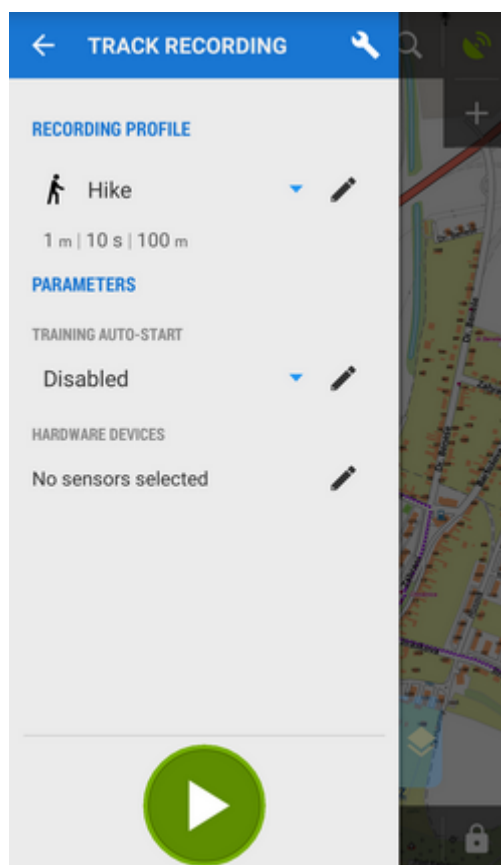 TRACK RECORDING
RECORDING PROFILE
Hike
1 m | 10 s | 100 m
PARAMETERS
TRAINING AUTO-START
Disabled
HARDWARE DEVICES
No sensors selected